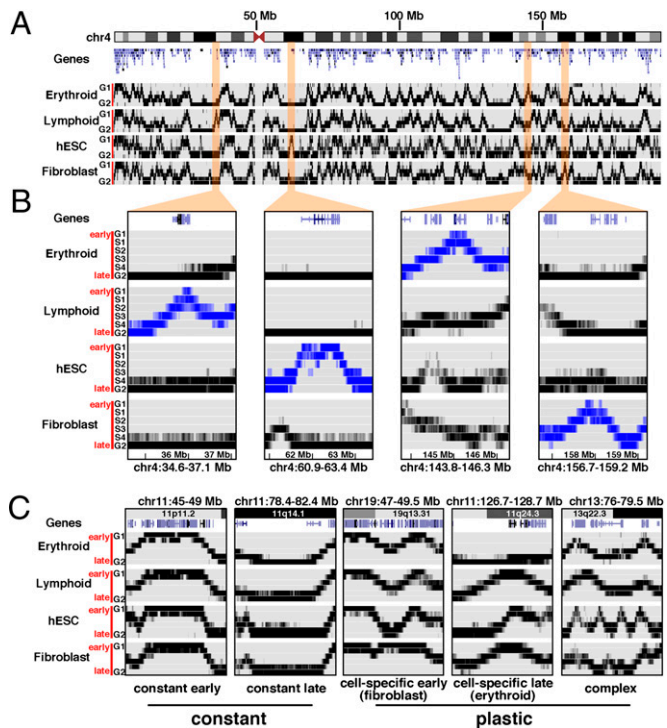 A
50 Mb 100 Mb 150 Mb
chr4
Genes
Erythroid G1 G2
Lymphoid G1 G2
hESC G1 G2
Fibroblast G1 G2
B
Genes
Erythroid early G1 S1 S2 S3 S4 late G2
Lymphoid early G1 S1 S2 S3 S4 late G2
hESC early G1 S1 S2 S3 S4 late G2
Fibroblast early G1 S1 S2 S3 S4 late G2
36 Mb 37 Mb 62 Mb 63 Mb 145 Mb 146 Mb 158 Mb 159 Mb
chr4:34.6-37.1 Mb chr4:60.9-63.4 Mb chr4:143.8-146.3 Mb chr4:156.7-159.2 Mb
C
chr11:45-49 Mb chr11:78.4-82.4 Mb chr19:47-49.5 Mb chr11:126.7-128.7 Mb chr13:76-79.5 Mb
11p11.2 11q14.1 19q13.31 11q24.3 13q22.3
Genes
Erythroid early G1 late G2
Lymphoid early G1 late G2
hESC early G1 late G2
Fibroblast early G1 late G2
constant early constant late cell-specific early (fibroblast) cell-specific late (erythroid) complex
constant plastic